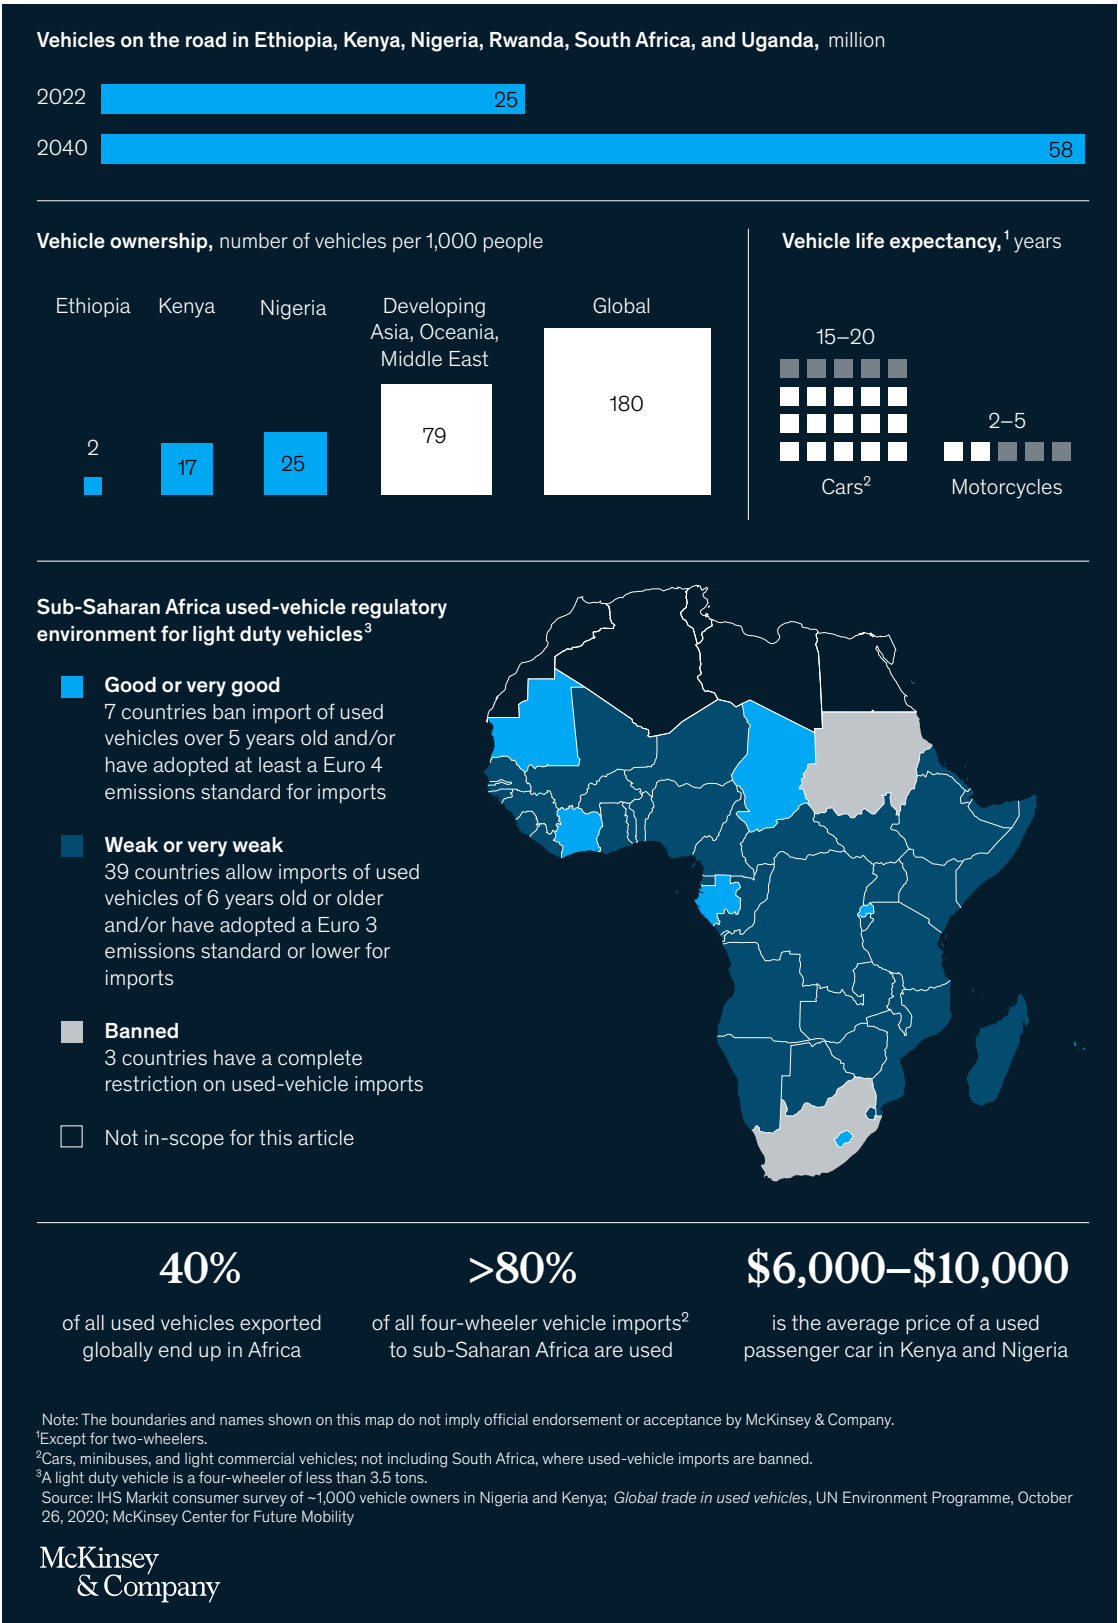 Vehicles on the road in Ethiopia, Kenya, Nigeria, Rwanda, South Africa, and Uganda, million
2022
25
2040
58
Vehicle ownership, number of vehicles per 1,000 people
Ethiopia
Kenya
Nigeria
Developing
Asia, Oceania,
Middle East
Global
2
17
25
79
180
Vehicle life expectancy,¹ years
15–20
Cars²
2–5
Motorcycles
Sub-Saharan Africa used-vehicle regulatory
environment for light duty vehicles³
Good or very good
7 countries ban import of used
vehicles over 5 years old and/or
have adopted at least a Euro 4
emissions standard for imports
Weak or very weak
39 countries allow imports of used
vehicles of 6 years old or older
and/or have adopted a Euro 3
emissions standard or lower for
imports
Banned
3 countries have a complete
restriction on used-vehicle imports
Not in-scope for this article
40%
of all used vehicles exported
globally end up in Africa
>80%
of all four-wheeler vehicle imports²
to sub-Saharan Africa are used
$6,000–$10,000
is the average price of a used
passenger car in Kenya and Nigeria
Note: The boundaries and names shown on this map do not imply official endorsement or acceptance by McKinsey & Company.
¹Except for two-wheelers.
²Cars, minibuses, and light commercial vehicles; not including South Africa, where used-vehicle imports are banned.
³A light duty vehicle is a four-wheeler of less than 3.5 tons.
Source: IHS Markit consumer survey of ~1,000 vehicle owners in Nigeria and Kenya; Global trade in used vehicles, UN Environment Programme, October
26, 2020; McKinsey Center for Future Mobility
McKinsey
& Company